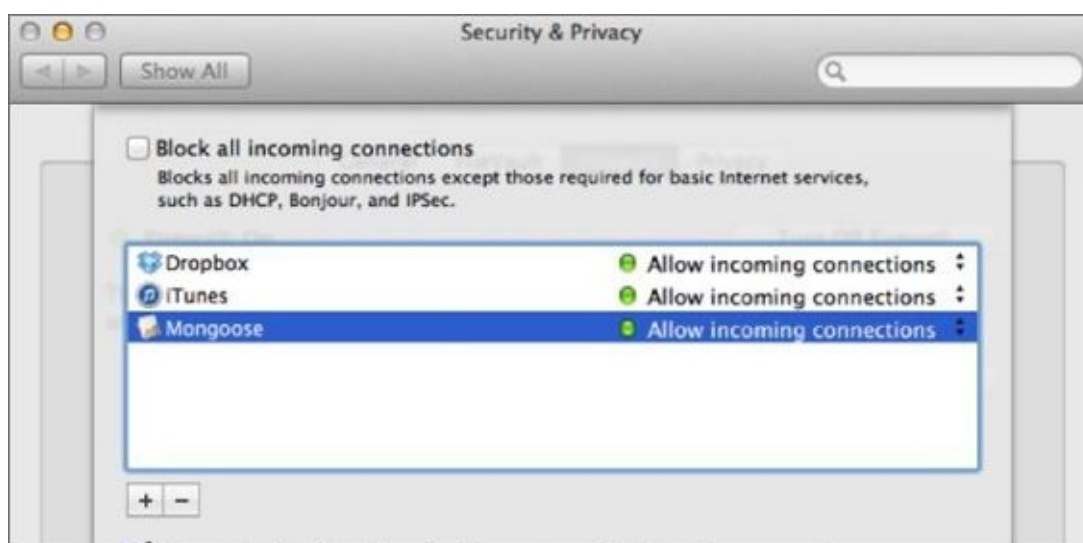 Security & Privacy
Show All
Block all incoming connections
Blocks all incoming connections except those required for basic Internet services,
such as DHCP, Bonjour, and IPSec.
Dropbox Allow incoming connections
iTunes Allow incoming connections
Mongoose Allow incoming connections
+ -